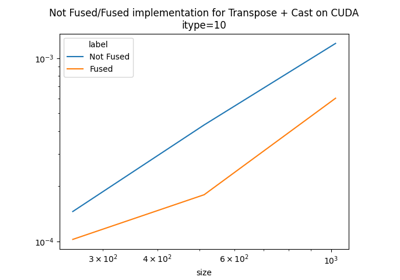 Not Fused/Fused implementation for Transpose + Cast on CUDA
itype=10
label
Not Fused
Fused
10⁻³
10⁻⁴
3 × 10² 4 × 10² 6 × 10² 10³
size